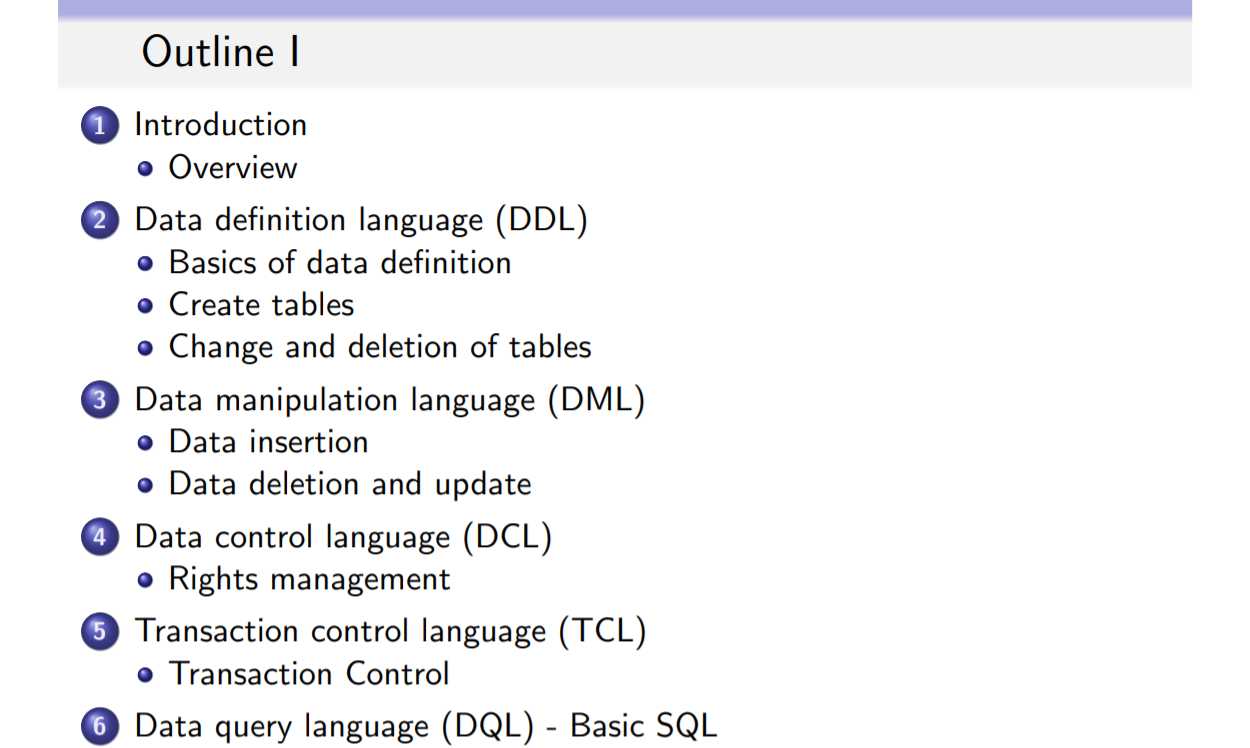 Outline I
1 Introduction
Overview
2 Data definition language (DDL)
Basics of data definition
Create tables
Change and deletion of tables
3 Data manipulation language (DML)
Data insertion
Data deletion and update
4 Data control language (DCL)
Rights management
5 Transaction control language (TCL)
Transaction Control
6 Data query language (DQL) - Basic SQL